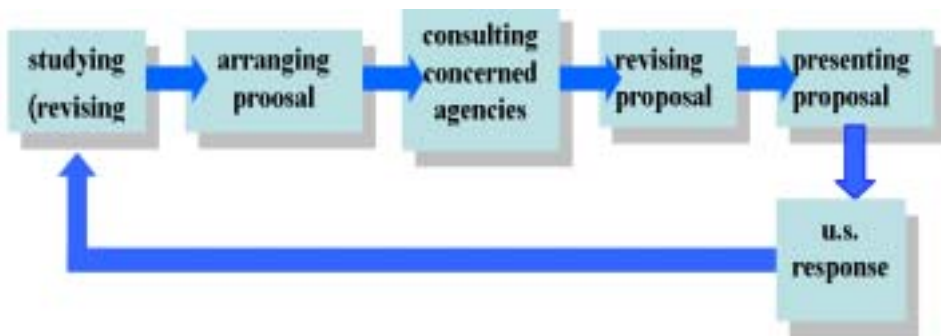 studying
(revising
arranging
proosal
consulting
concerned
agencies
revising
proposal
presenting
proposal
u.s.
response